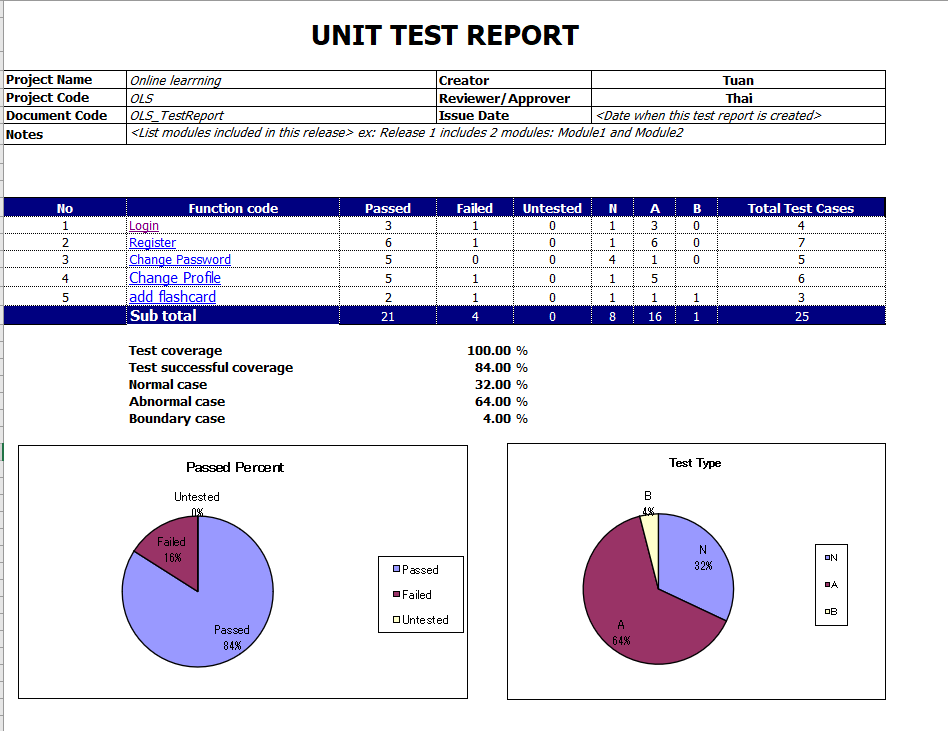 UNIT TEST REPORT
Project Name Online learrning Creator Tuan
Project Code OLS Reviewer/Approver Thai
Document Code OLS_TestReport Issue Date <Date when this test report is created>
Notes <List modules included in this release> ex: Release 1 includes 2 modules: Module1 and Module2
No Function code Passed Failed Untested N A B Total Test Cases
1 Login 3 1 0 1 3 0 4
2 Register 6 1 0 1 6 0 7
3 Change Password 5 0 0 4 1 0 5
4 Change Profile 5 1 0 1 5 6
5 add flashcard 2 1 0 1 1 1 3
Sub total 21 4 0 8 16 1 25
Test coverage 100.00 %
Test successful coverage 84.00 %
Normal case 32.00 %
Abnormal case 64.00 %
Boundary case 4.00 %
Passed Percent
Untested
0%
Failed
16%
Passed
84%
Passed
Failed
Untested
Test Type
B
4%
N
32%
A
64%
N
A
B